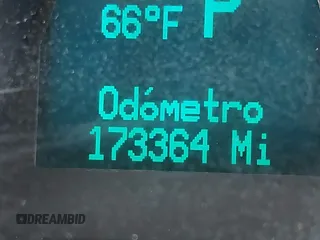 66°F P
Odómetro
173364 Mi
DREAMBID